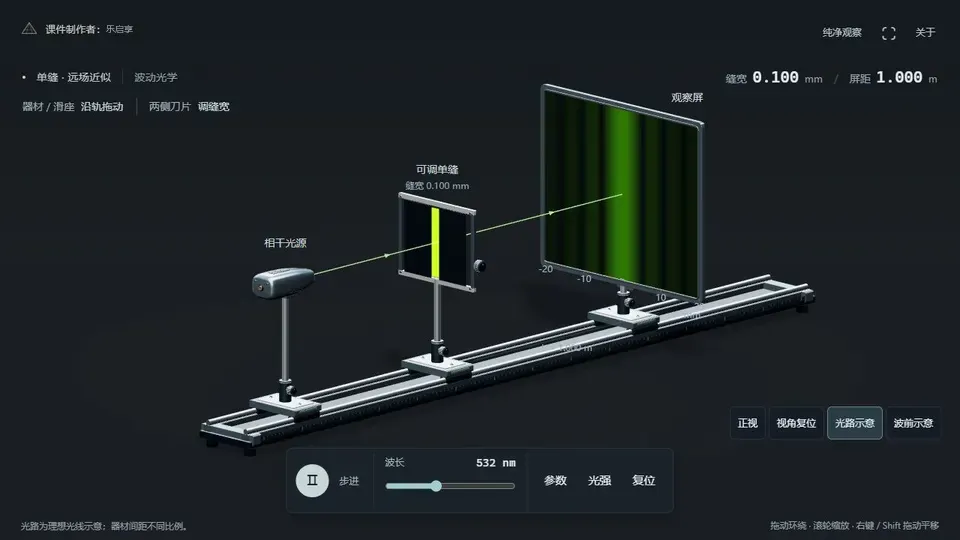 课件制作者：乐启享
纯净观察
关于
单缝 · 远场近似
波动光学
缝宽 0.100 mm / 屏距 1.000 m
器材 / 滑座 沿轨拖动
两侧刀片 调缝宽
观察屏
可调单缝
缝宽 0.100 mm
相干光源
-20
-10
10
正视
视角复位
光路示意
波前示意
步进
波长
532 nm
参数
光强
复位
光路为理想光线示意；器材间距不同比例。
拖动环绕 · 滚轮缩放 · 右键 / Shift 拖动平移